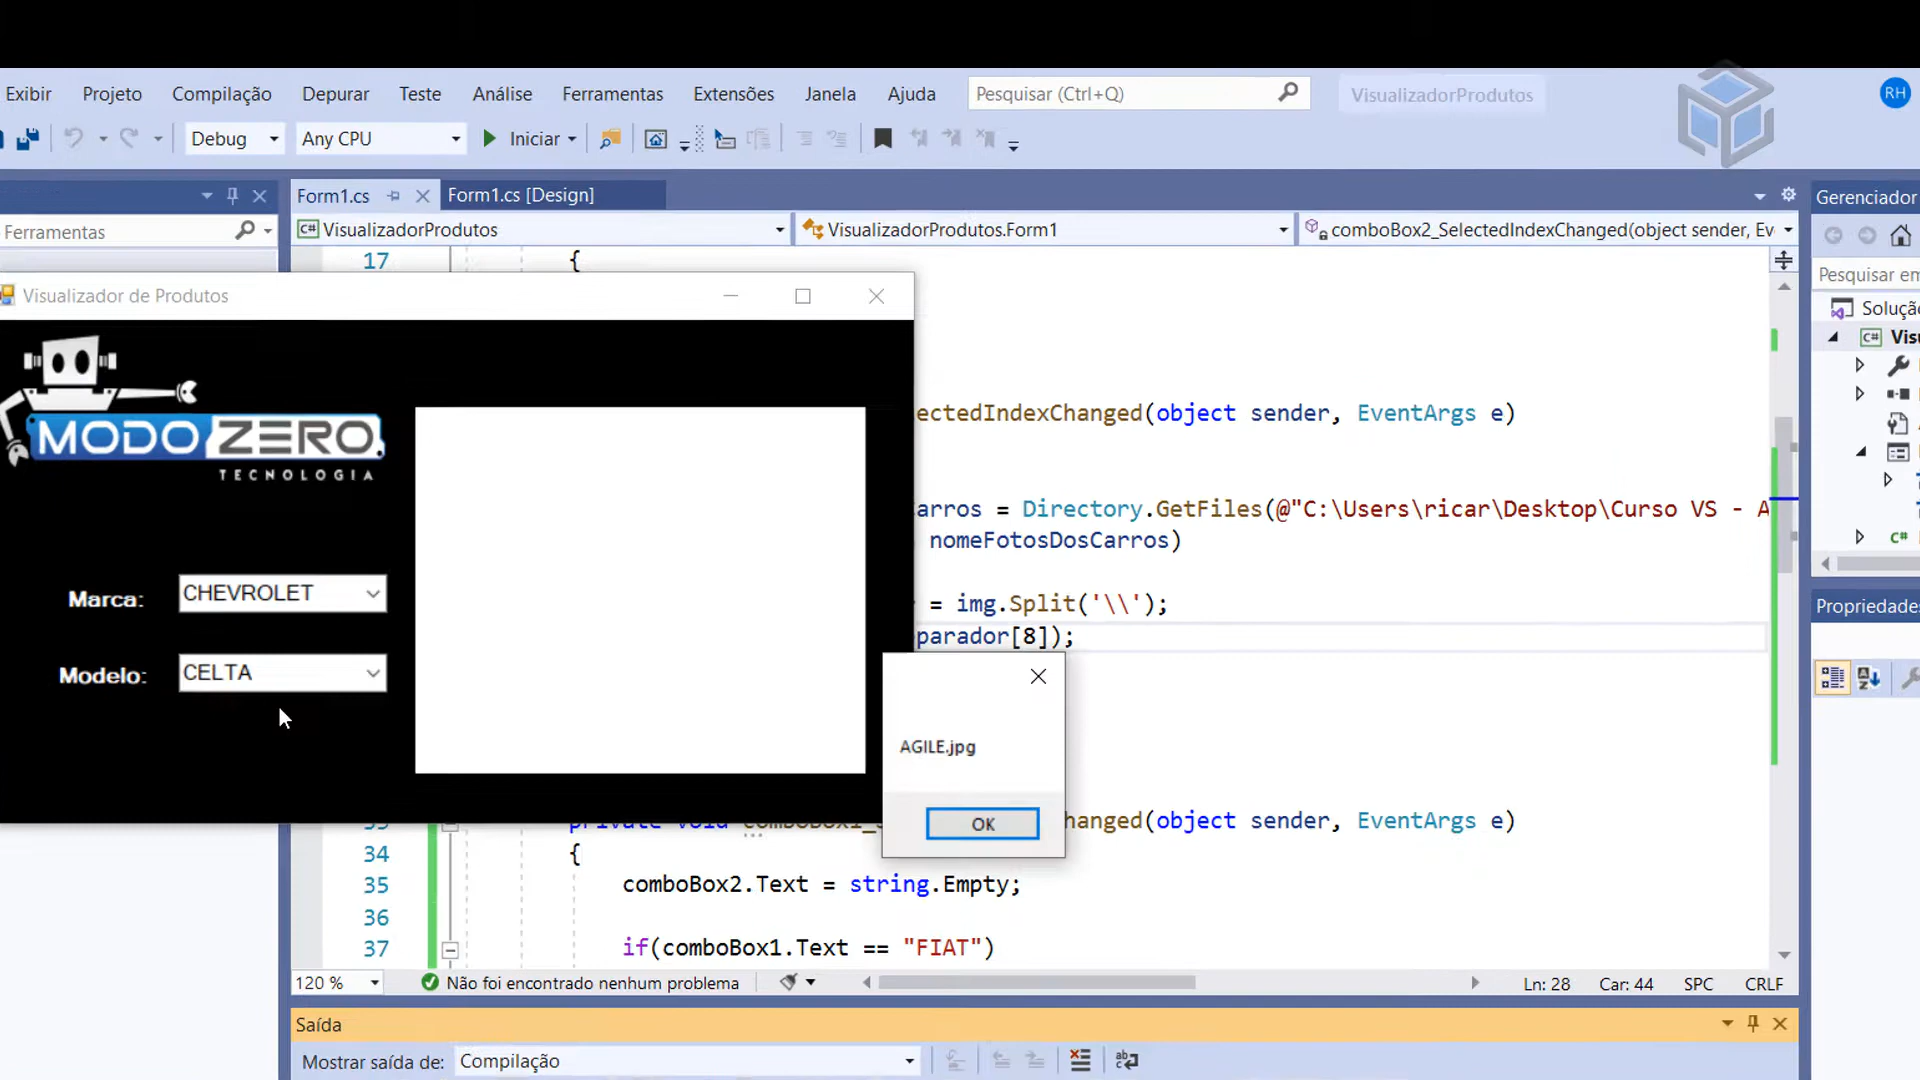 Exibir Projeto Compilação Depurar Teste Análise Ferramentas Extensões Janela Ajuda Pesquisar (Ctrl+Q) VisualizadorProdutos RH
Debug Any CPU Iniciar
Form1.cs Form1.cs [Design] Gerenciador
Ferramentas VisualizadorProdutos VisualizadorProdutos.Form1 comboBox2_SelectedIndexChanged(object sender, Ev
17 {
Pesquisar em
Visualizador de Produtos
Soluçã
Vis
MODO ZERO
TECNOLOGIA
ectedIndexChanged(object sender, EventArgs e)
arros = Directory.GetFiles(@"C:\Users\ricar\Desktop\Curso VS - A
nomeFotosDosCarros)
Marca: CHEVROLET
= img.Split('\\');
Propriedades
parador[8]);
Modelo: CELTA
AGILE.jpg
OK
hanged(object sender, EventArgs e)
34 {
35 comboBox2.Text = string.Empty;
36
37 if(comboBox1.Text == "FIAT")
120 % Não foi encontrado nenhum problema Ln: 28 Car: 44 SPC CRLF
Saída
Mostrar saída de: Compilação